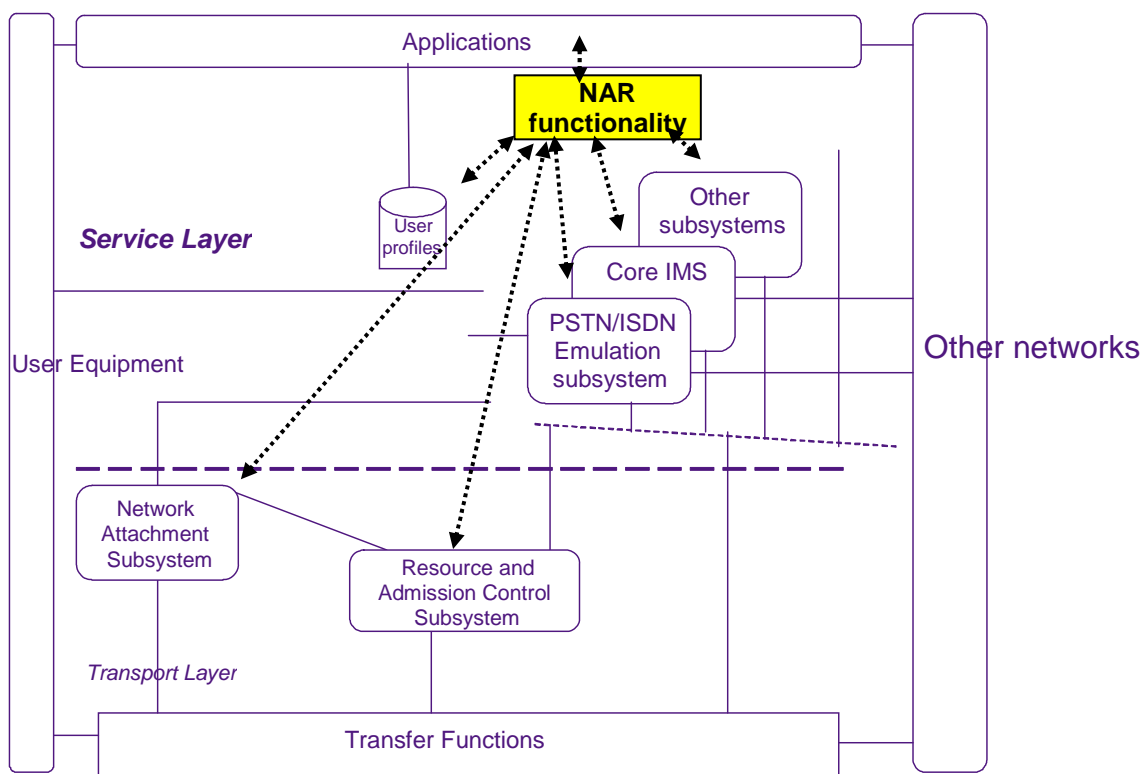 Applications
NAR
functionality
Other
subsystems
User
profiles
Service Layer
Core IMS
PSTN/ISDN
Emulation
subsystem
User Equipment
Other networks
Network
Attachment
Subsystem
Resource and
Admission Control
Subsystem
Transport Layer
Transfer Functions